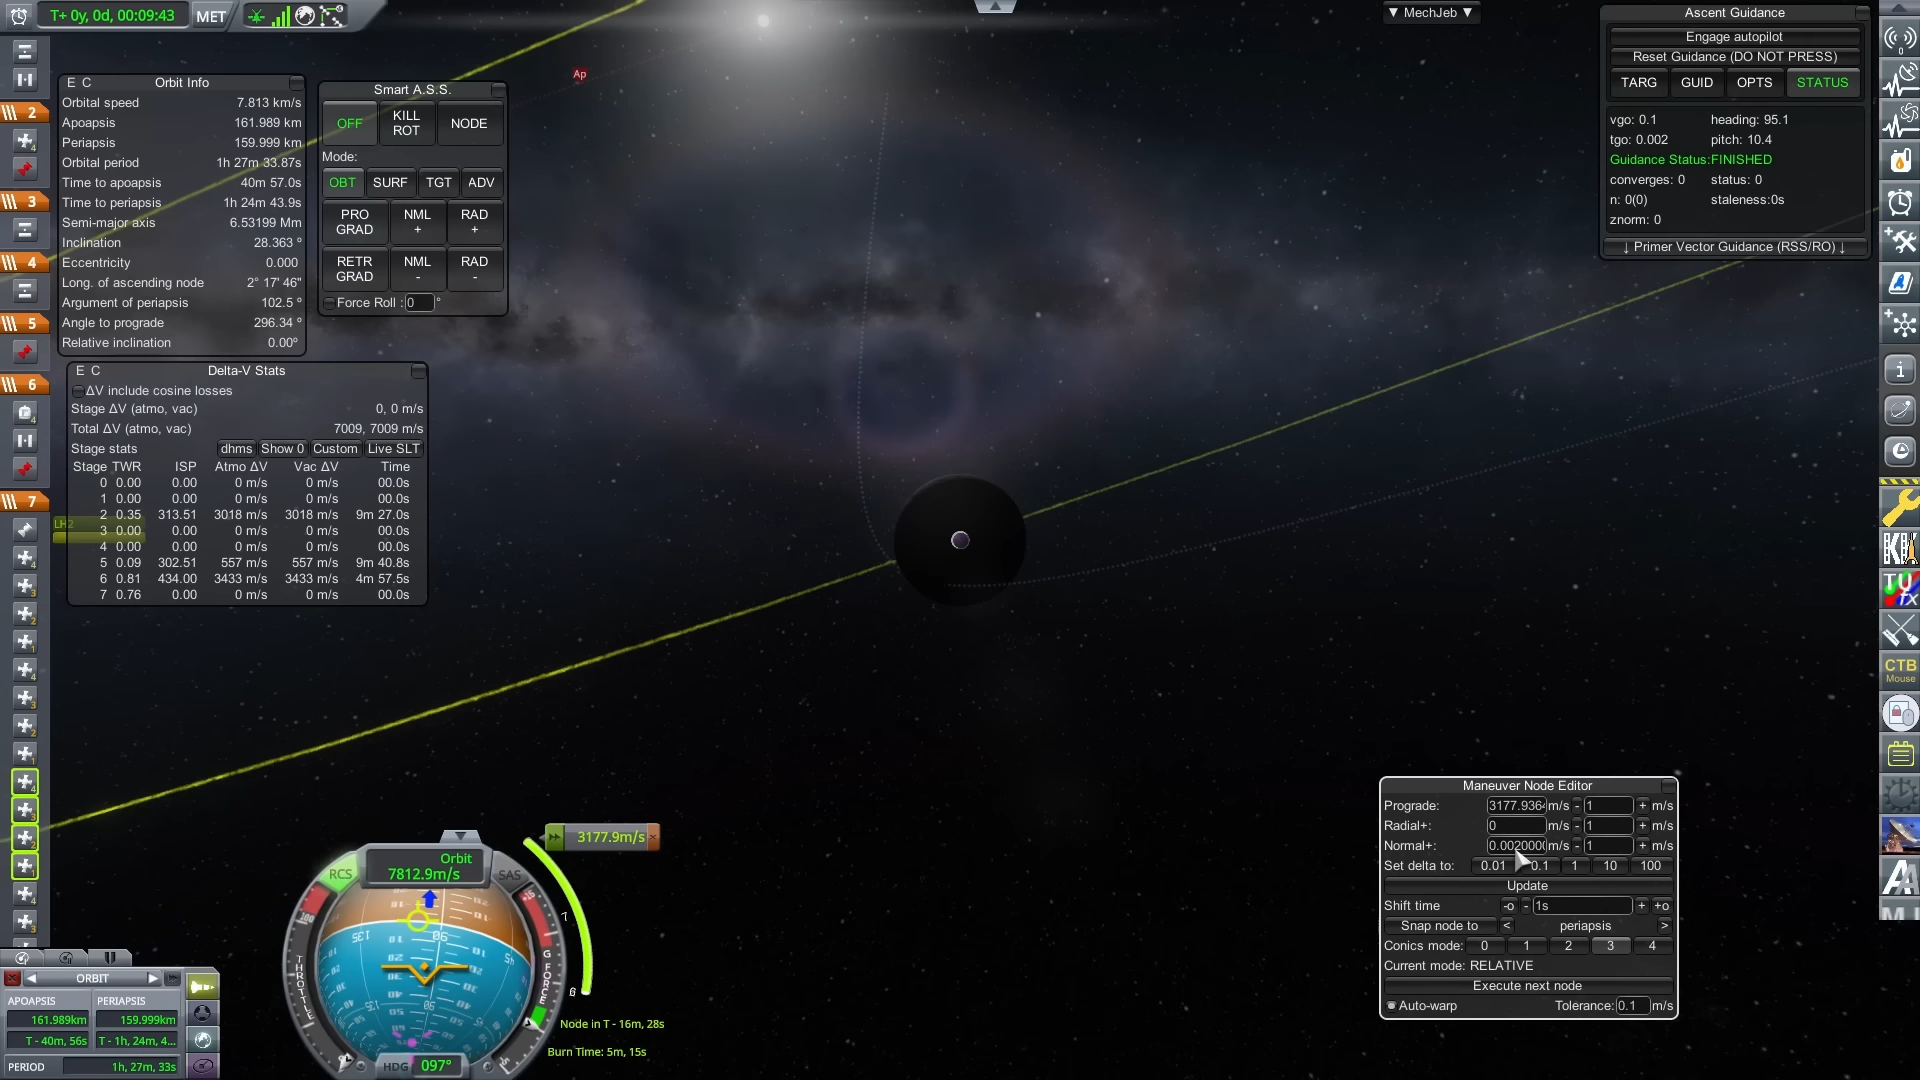 T+ 0y, 0d, 00:09:43 MET
▼ MechJeb ▼
Ap
E C Orbit Info
Orbital speed 7.813 km/s
Apoapsis 161.989 km
Periapsis 159.999 km
Orbital period 1h 27m 33.87s
Time to apoapsis 40m 57.0s
Time to periapsis 1h 24m 43.9s
Semi-major axis 6.53199 Mm
Inclination 28.363 º
Eccentricity 0.000
Long. of ascending node 2° 17' 46"
Argument of periapsis 102.5 º
Angle to prograde 296.34 º
Relative inclination 0.00º
Smart A.S.S.
OFF KILL ROT NODE
Mode:
OBT SURF TGT ADV
PRO GRAD NML + RAD +
RETR GRAD NML - RAD -
Force Roll : 0 °
Ascent Guidance
Engage autopilot
Reset Guidance (DO NOT PRESS)
TARG GUID OPTS STATUS
vgo: 0.1 heading: 95.1
tgo: 0.002 pitch: 10.4
Guidance Status:FINISHED
converges: 0 status: 0
n: 0(0) staleness:0s
znorm: 0
↓ Primer Vector Guidance (RSS/RO) ↓
E C Delta-V Stats
ΔV include cosine losses
Stage ΔV (atmo, vac) 0, 0 m/s
Total ΔV (atmo, vac) 7009, 7009 m/s
Stage stats dhms Show 0 Custom Live SLT
Stage TWR ISP Atmo ΔV Vac ΔV Time
0 0.00 0.00 0 m/s 0 m/s 00.0s
1 0.00 0.00 0 m/s 0 m/s 00.0s
2 0.35 313.51 3018 m/s 3018 m/s 9m 27.0s
3 0.00 0.00 0 m/s 0 m/s 00.0s
4 0.00 0.00 0 m/s 0 m/s 00.0s
5 0.09 302.51 557 m/s 557 m/s 9m 40.8s
6 0.81 434.00 3433 m/s 3433 m/s 4m 57.5s
7 0.76 0.00 0 m/s 0 m/s 00.0s
LH2
2
3
4
5
6
7
Maneuver Node Editor
Prograde: 3177.936 m/s - 1 + m/s
Radial+: 0 m/s - 1 + m/s
Normal+: 0.002000 m/s - 1 + m/s
Set delta to: 0.01 0.1 1 10 100
Update
Shift time -o - 1s + +o
Snap node to < periapsis >
Conics mode: 0 1 2 3 4
Current mode: RELATIVE
Execute next node
Auto-warp Tolerance: 0.1 m/s
3177.9m/s
Orbit
7812.9m/s
RCS SAS
THROTTLE
G FORCE
HDG 097°
Node in T - 16m, 28s
Burn Time: 5m, 15s
ORBIT
APOAPSIS PERIAPSIS
161.989km 159.999km
T - 40m, 56s T - 1h, 24m, 4...
PERIOD 1h, 27m, 33s
CTB
Mouse